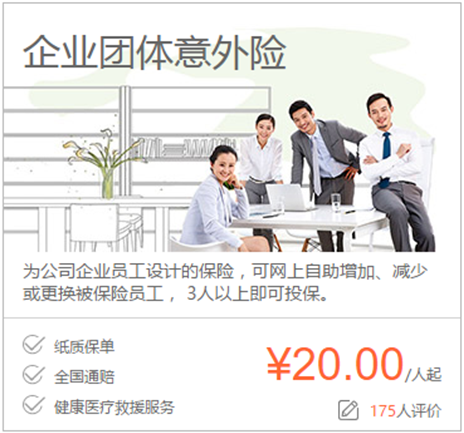 企业团体意外险
为公司企业员工设计的保险，可网上自助增加、减少
或更换被保险员工， 3人以上即可投保。
纸质保单
全国通赔
健康医疗救援服务
¥20.00/人起
175人评价